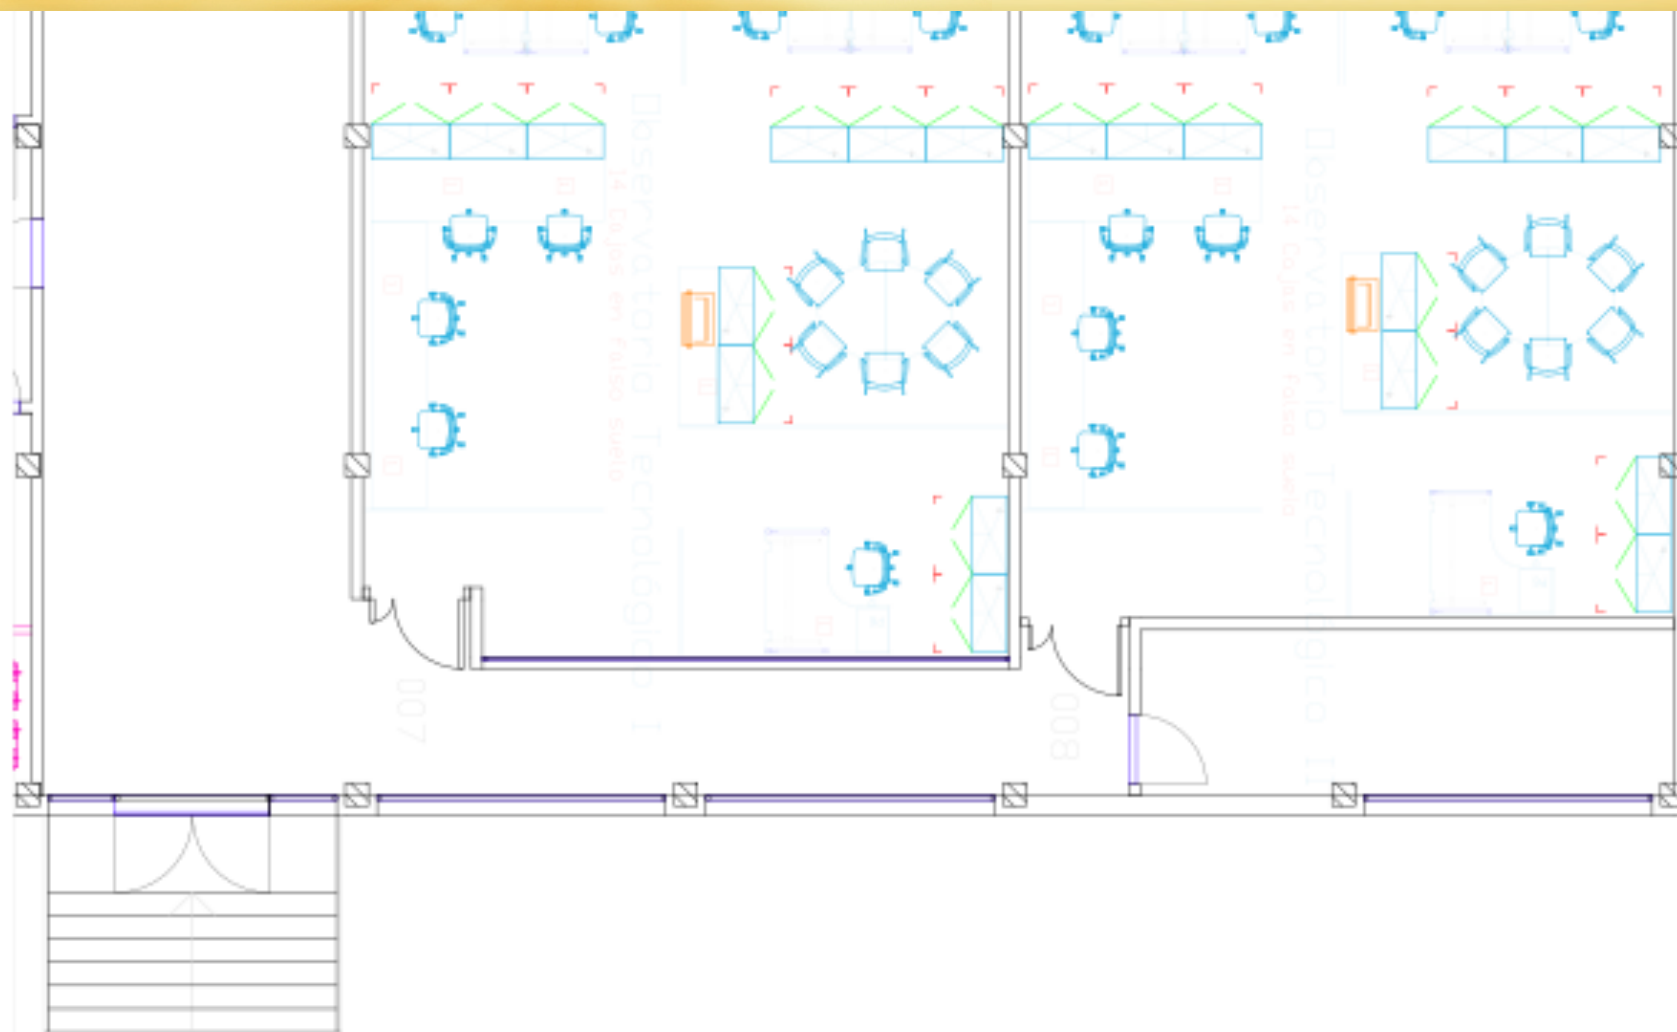 Observatorio Tecnológico I
14 Cajas en falso suelo
007
Observatorio Tecnológico II
14 Cajas en falso suelo
008